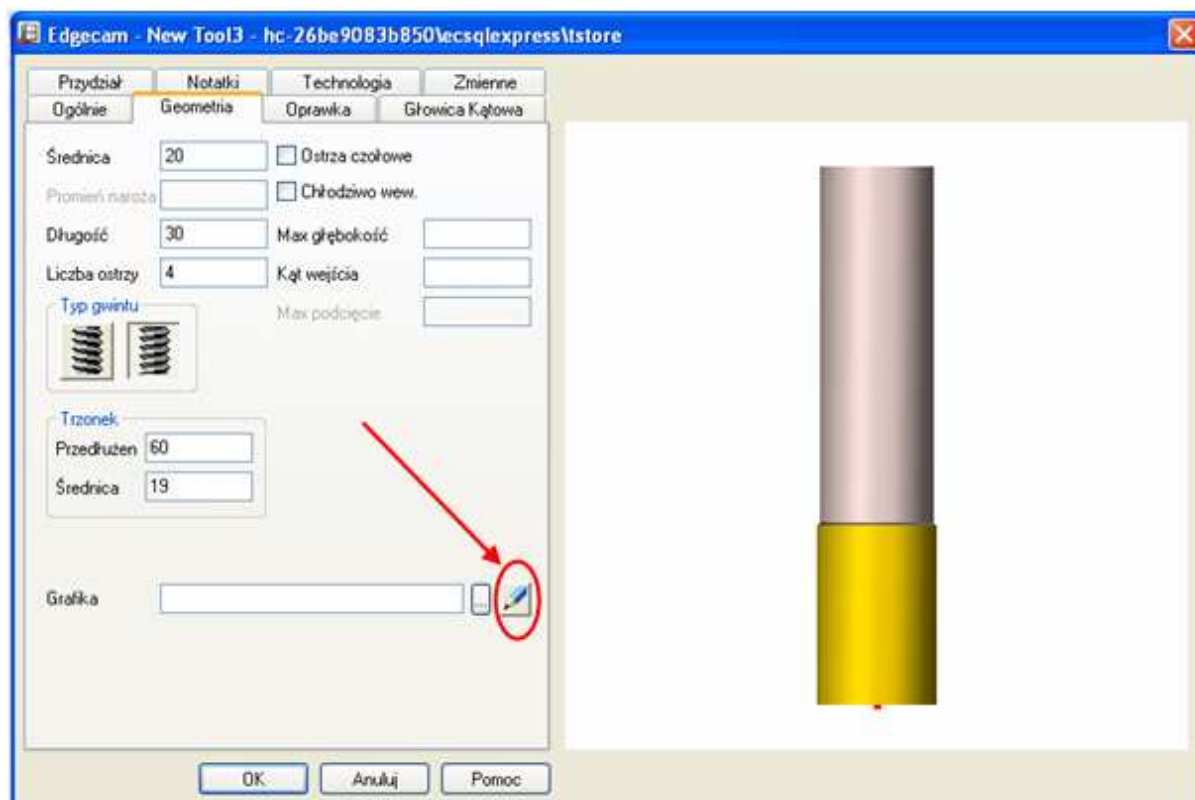 Edgecam - New Tool3 - hc-26be9083b850\ecsqlexpress\tstore
Przydział Notatki Technologia Zmienne
Ogólnie Geometria Oprawka Głowica Kątowa
Średnica 20 Ostrza czołowe
Promień naroża Chłodziwo wew.
Długość 30 Max głębokość
Liczba ostrzy 4 Kąt wejścia
Typ gwintu Max podcięcie
Trzonek
Przedłużen 60
Średnica 19
Grafika ...
OK Anuluj Pomoc